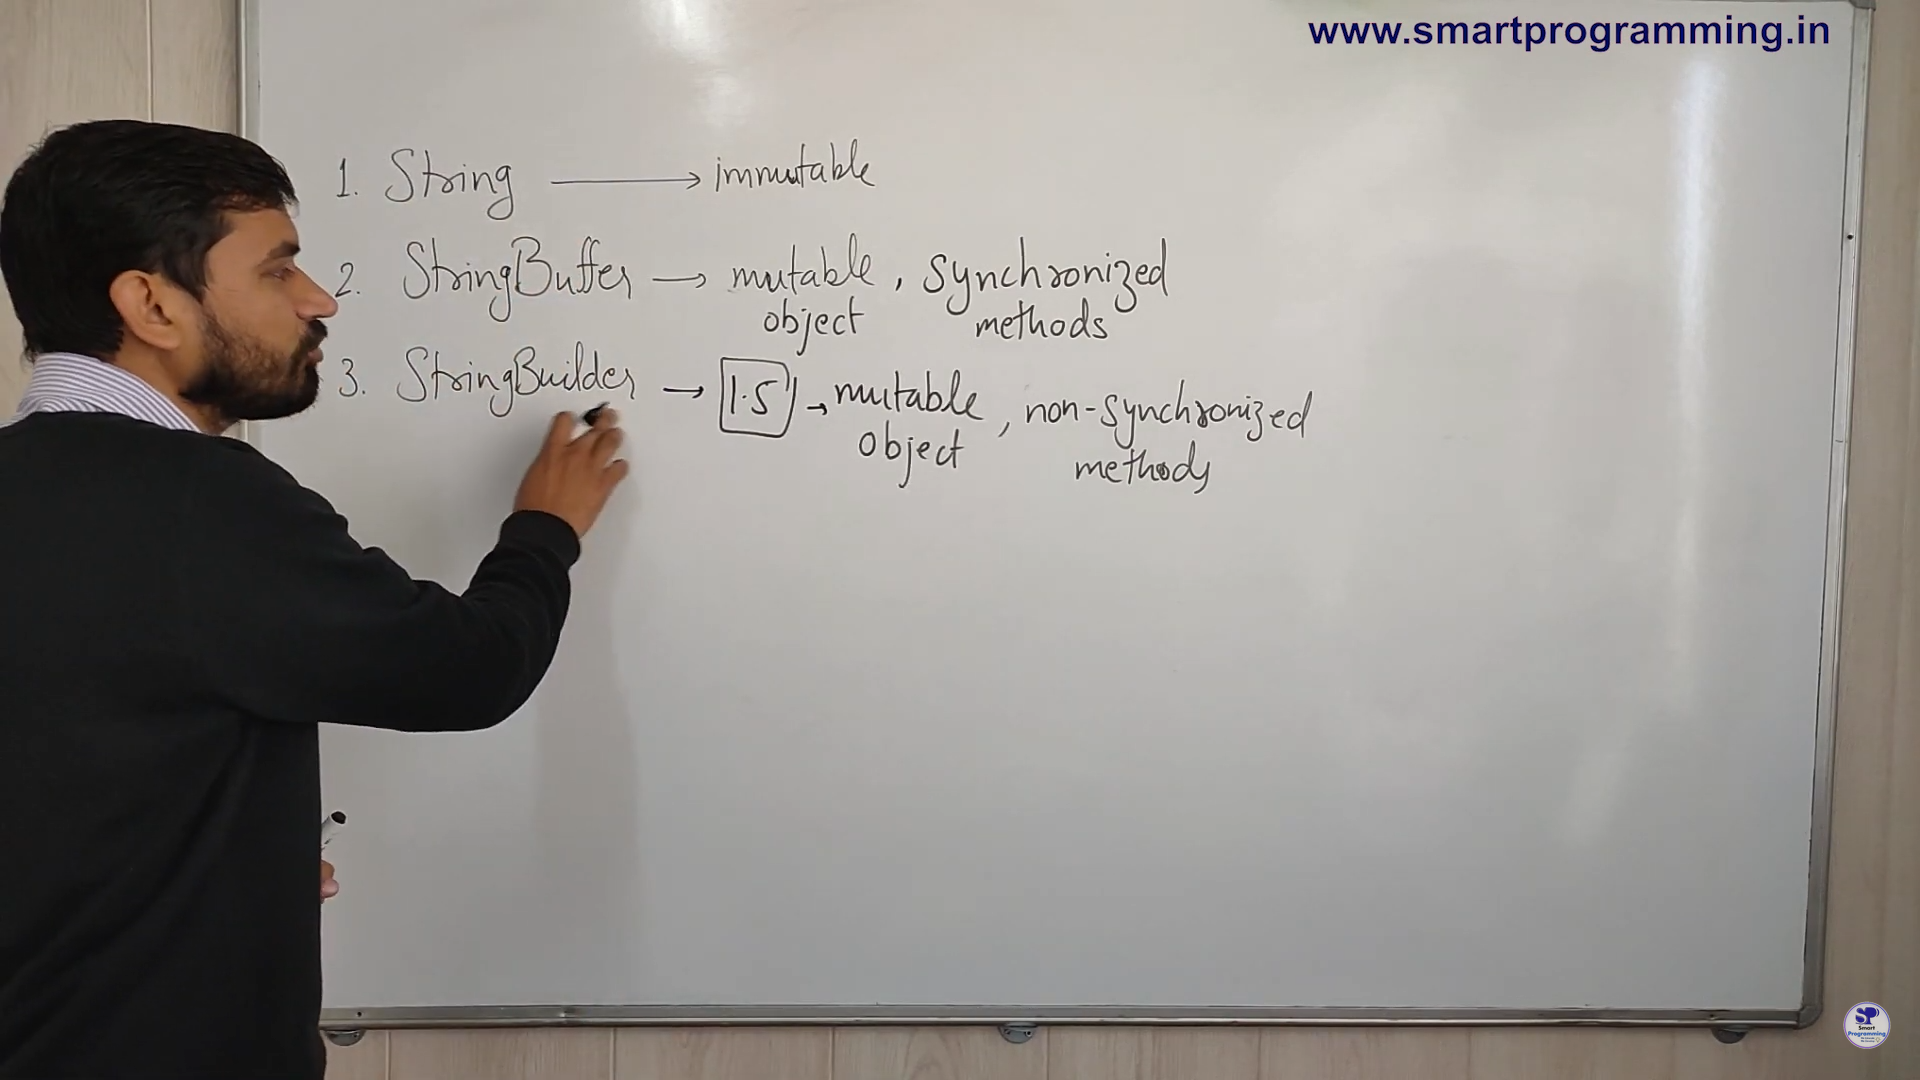 www.smartprogramming.in
1. String → immutable
2. StringBuffer → mutable object, synchronized methods
3. StringBuilder → 1.5 → mutable object, non-synchronized methods
SP
Smart
Programming